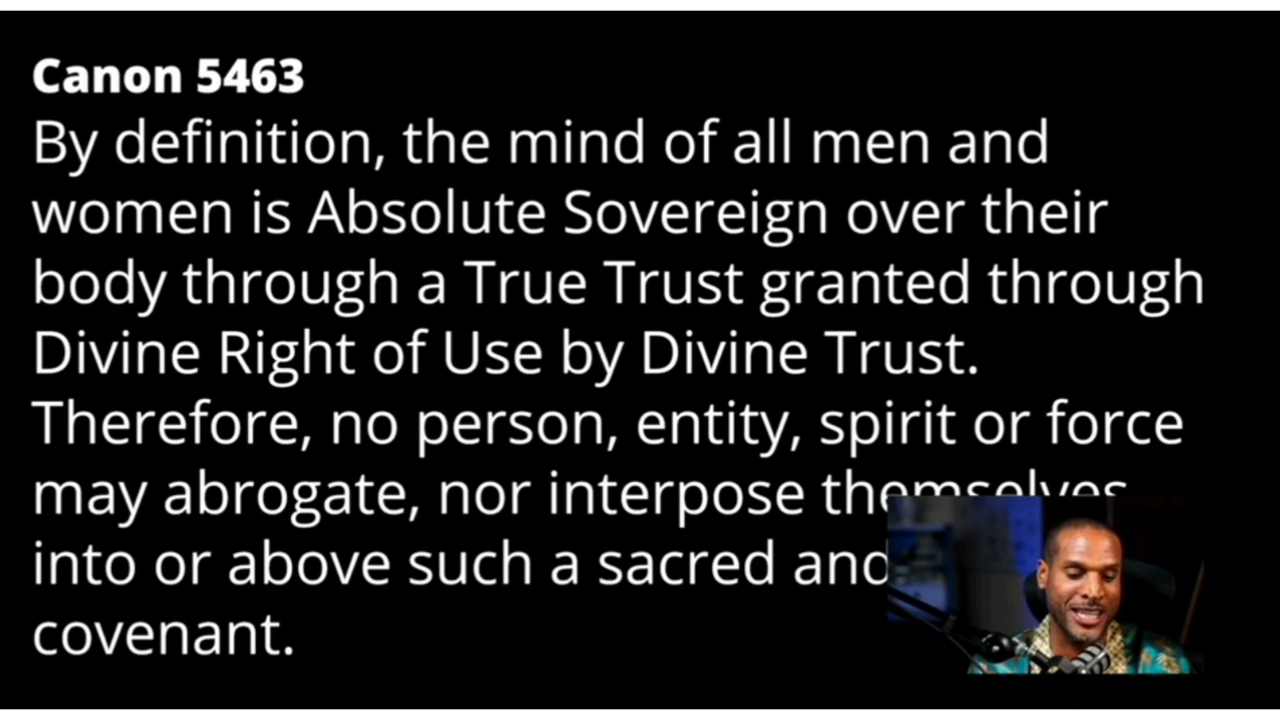 Canon 5463
By definition, the mind of all men and
women is Absolute Sovereign over their
body through a True Trust granted through
Divine Right of Use by Divine Trust.
Therefore, no person, entity, spirit or force
may abrogate, nor interpose themselves
into or above such a sacred and
covenant.